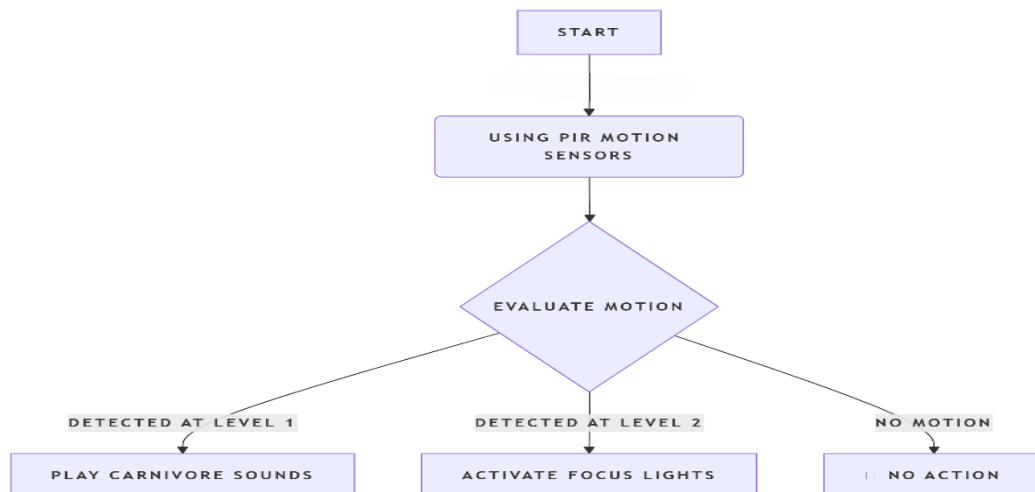 START
USING PIR MOTION
SENSORS
EVALUATE MOTION
DETECTED AT LEVEL 1
DETECTED AT LEVEL 2
NO MOTION
PLAY CARNIVORE SOUNDS
ACTIVATE FOCUS LIGHTS
NO ACTION